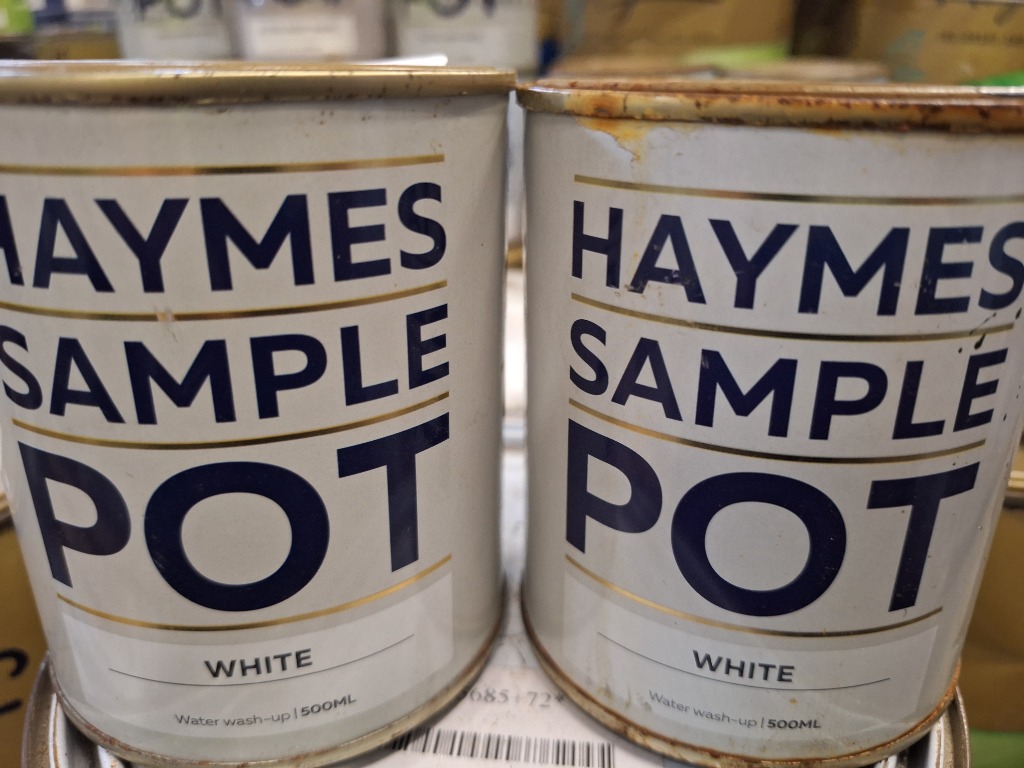 HAYMES
SAMPLE
POT
WHITE
Water wash-up | 500ML
HAYMES
SAMPLE
POT
WHITE
Water wash-up | 500ML